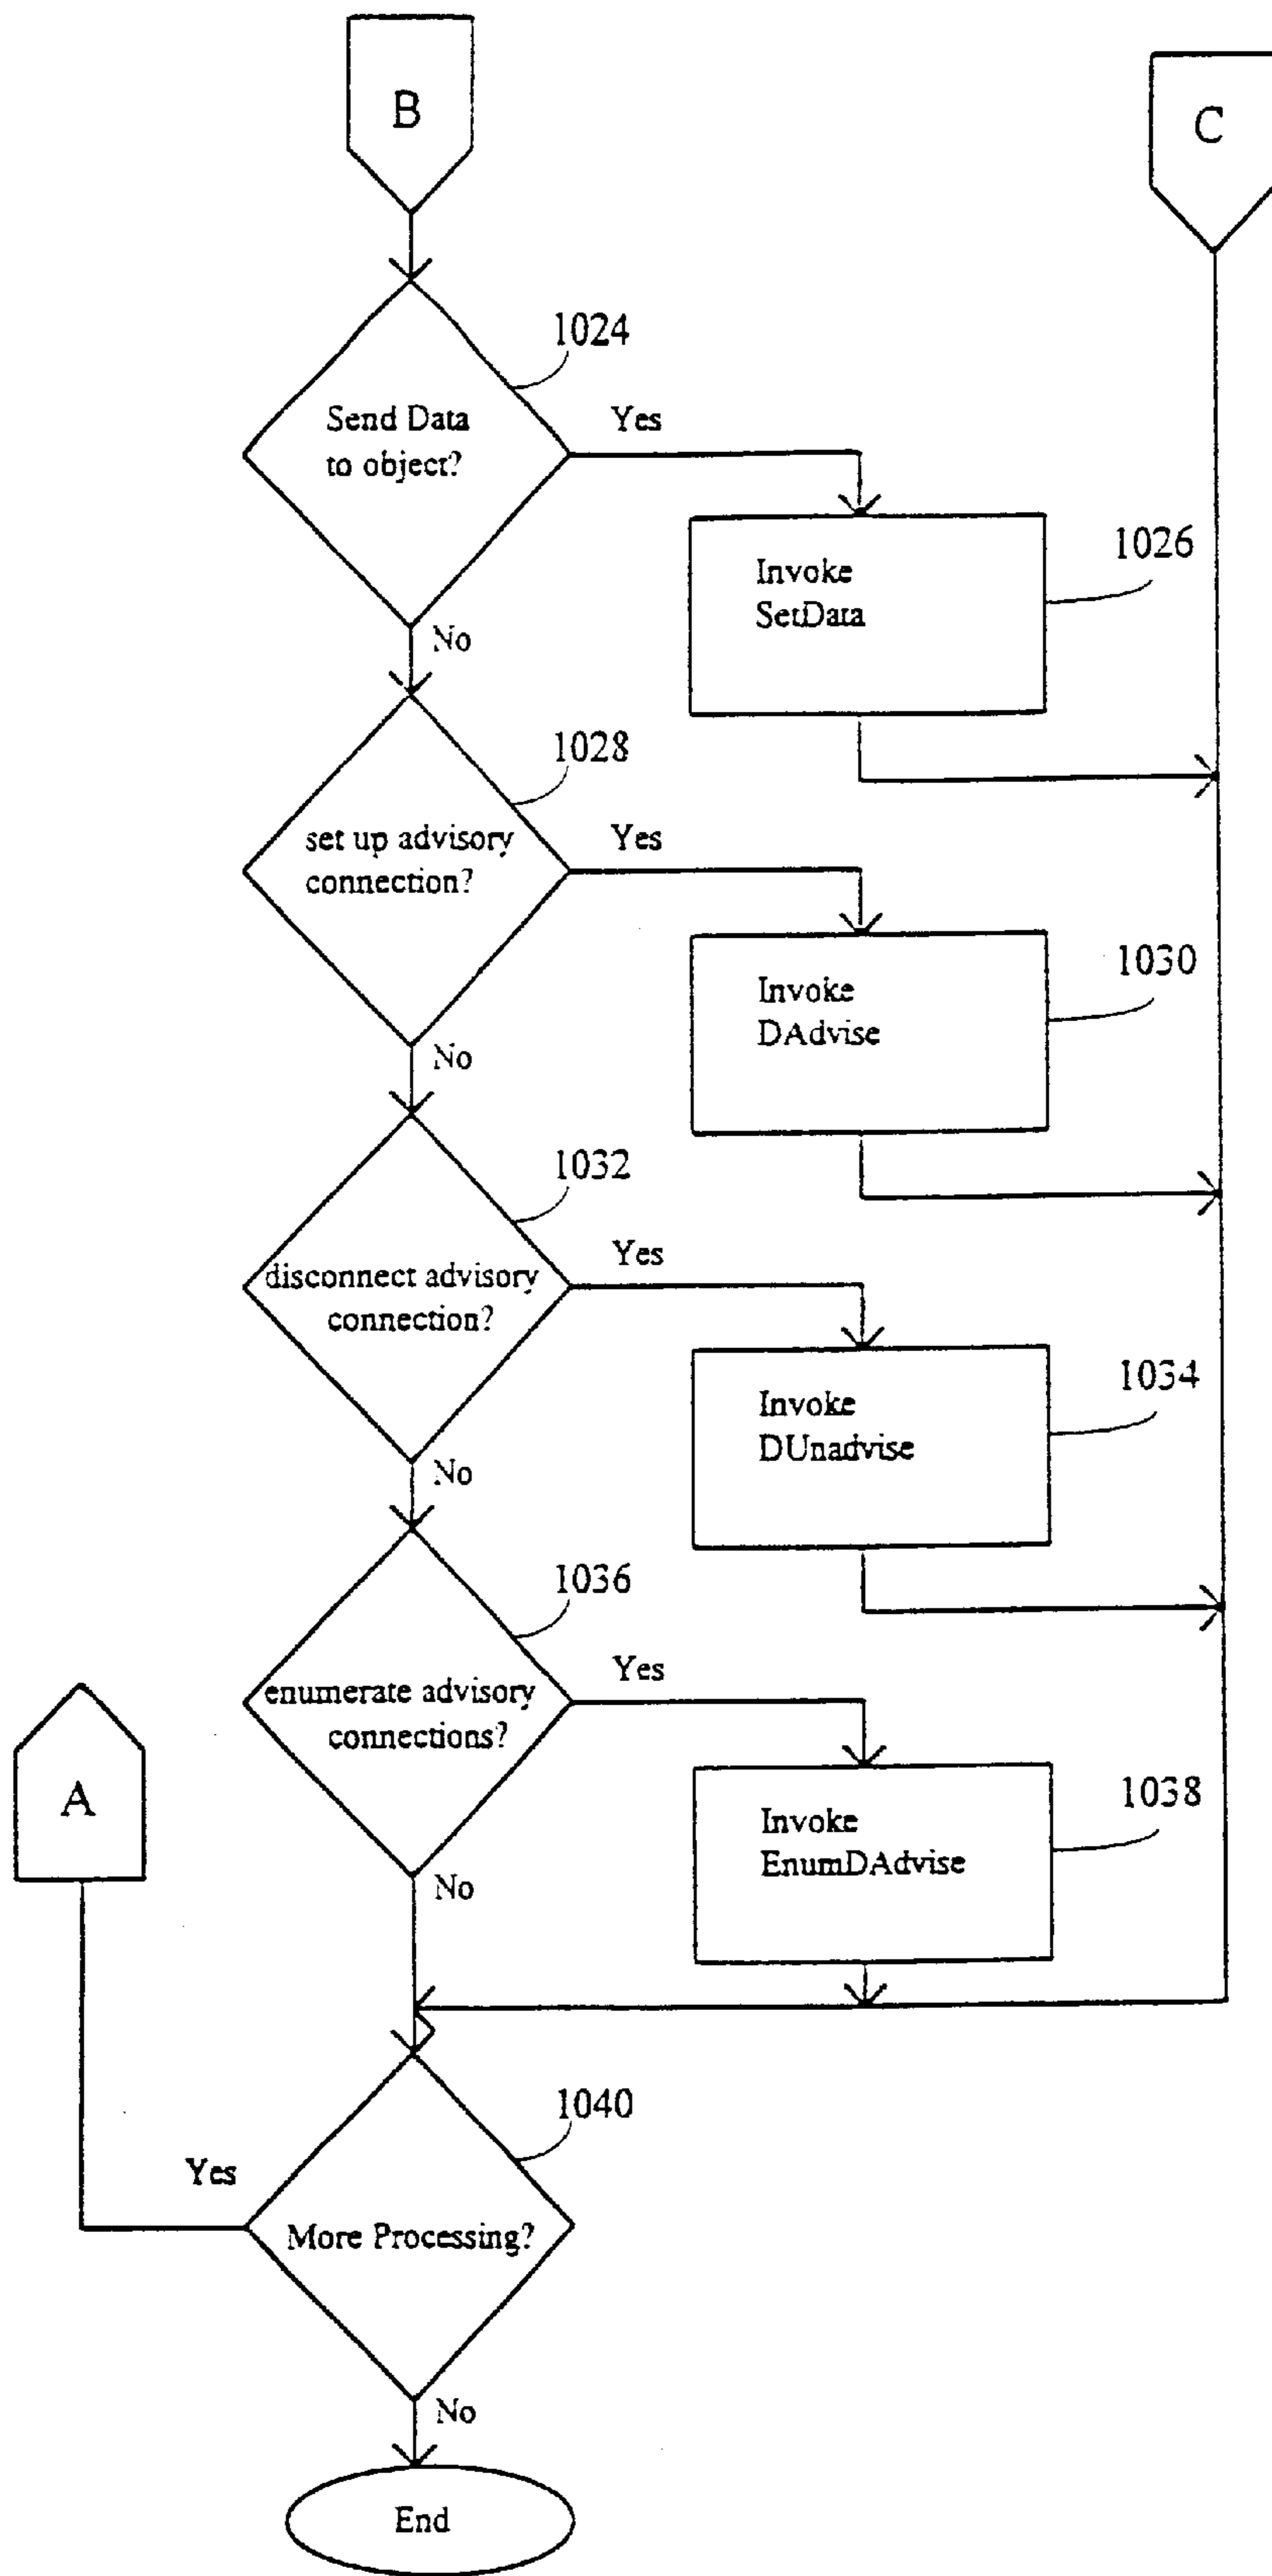 B
C
1024
Send Data
to object?
Yes
1026
Invoke
SetData
No
1028
set up advisory
connection?
Yes
1030
Invoke
DAdvise
No
1032
disconnect advisory
connection?
Yes
1034
Invoke
DUnadvise
No
1036
enumerate advisory
connections?
Yes
A
1038
Invoke
EnumDAdvise
No
1040
Yes
More Processing?
No
End